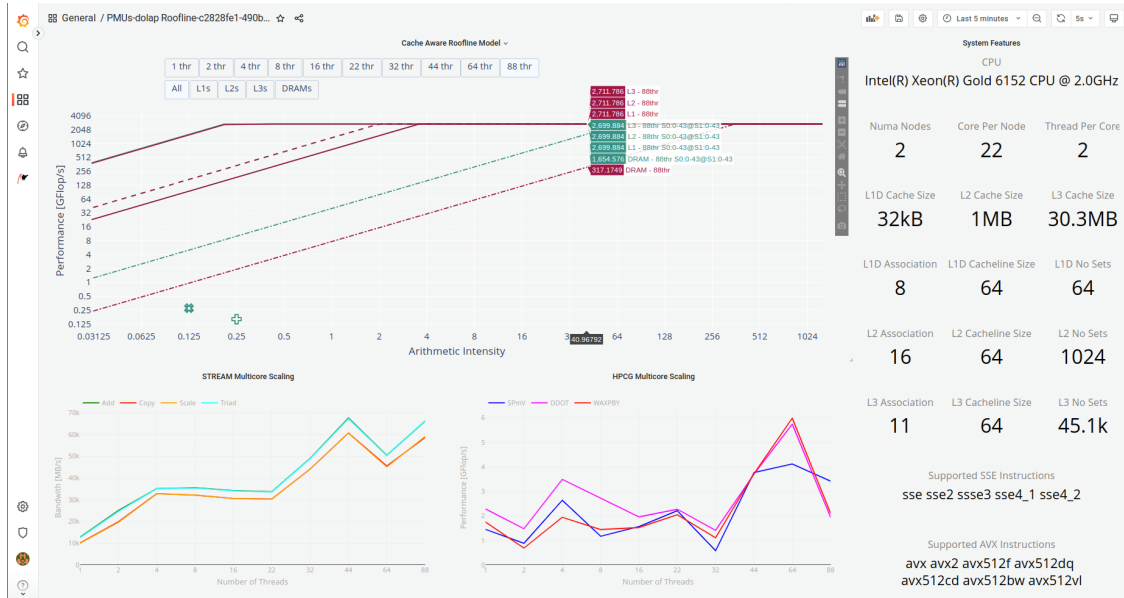 General / PMUs-dolap Roofline-c2828fe1-490b...
Last 5 minutes
5s
Cache Aware Roofline Model
1 thr 2 thr 4 thr 8 thr 16 thr 22 thr 32 thr 44 thr 64 thr 88 thr
All L1s L2s L3s DRAMs
2,711.786 L3 - 88thr
2,711.786 L2 - 88thr
2,711.786 L1 - 88thr
2,699.884 L3 - 88thr S0:0-43@S1:0-43
2,699.884 L2 - 88thr S0:0-43@S1:0-43
2,699.884 L1 - 88thr S0:0-43@S1:0-43
1,654.576 DRAM - 88thr S0:0-43@S1:0-43
317.1749 DRAM - 88thr
Performance [GFlop/s]
4096
2048
1024
512
256
128
64
32
16
8
4
2
1
0.5
0.25
0.125
0.03125 0.0625 0.125 0.25 0.5 1 2 4 8 16 3 40.96792 64 128 256 512 1024
Arithmetic Intensity
System Features
CPU
Intel(R) Xeon(R) Gold 6152 CPU @ 2.0GHz
Numa Nodes Core Per Node Thread Per Core
2 22 2
L1D Cache Size L2 Cache Size L3 Cache Size
32kB 1MB 30.3MB
L1D Association L1D Cacheline Size L1D No Sets
8 64 64
L2 Association L2 Cacheline Size L2 No Sets
16 64 1024
L3 Association L3 Cacheline Size L3 No Sets
11 64 45.1k
Supported SSE Instructions
sse sse2 ssse3 sse4_1 sse4_2
Supported AVX Instructions
avx avx2 avx512f avx512dq
avx512cd avx512bw avx512vl
STREAM Multicore Scaling
Add Copy Scale Triad
Bandwith [MB/s]
70k
60k
50k
40k
30k
20k
10k
0
1 2 4 8 16 22 32 44 64 88
Number of Threads
HPCG Multicore Scaling
SPmV DDOT WAXPBY
Performance [GFlop/s]
6
5
4
3
2
1
0
1 2 4 8 16 22 32 44 64 88
Number of Threads